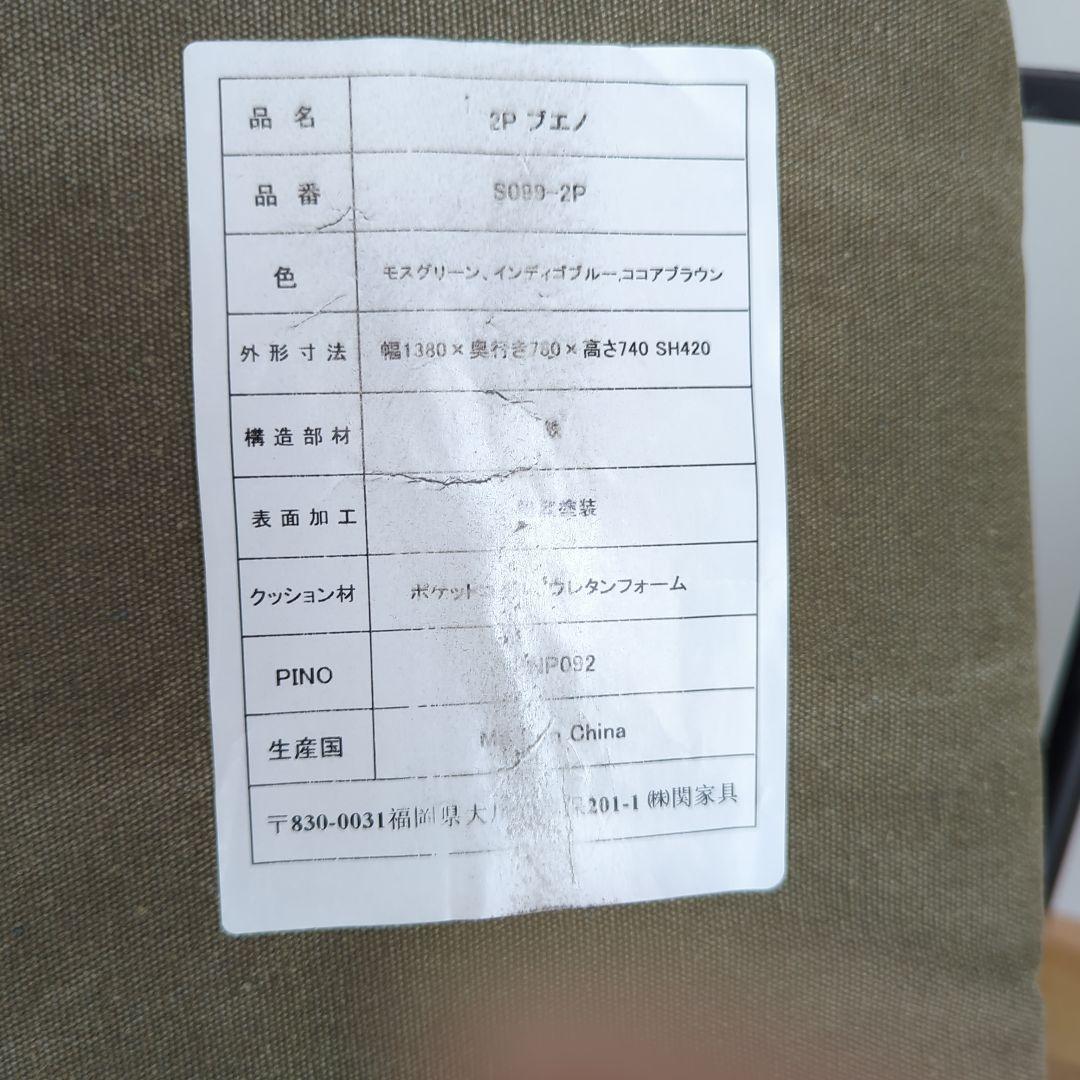 品名 2P ブエノ
品番 S099-2P
色 モスグリーン、インディゴブルー,ココアブラウン
外形寸法 幅1380×奥行き780×高さ740 SH420
構造部材 鉄
表面加工 塗装
クッション材 ポケット ウレタンフォーム
PINO NP092
生産国 China
〒830-0031福岡県大 201-1 ㈱関家具